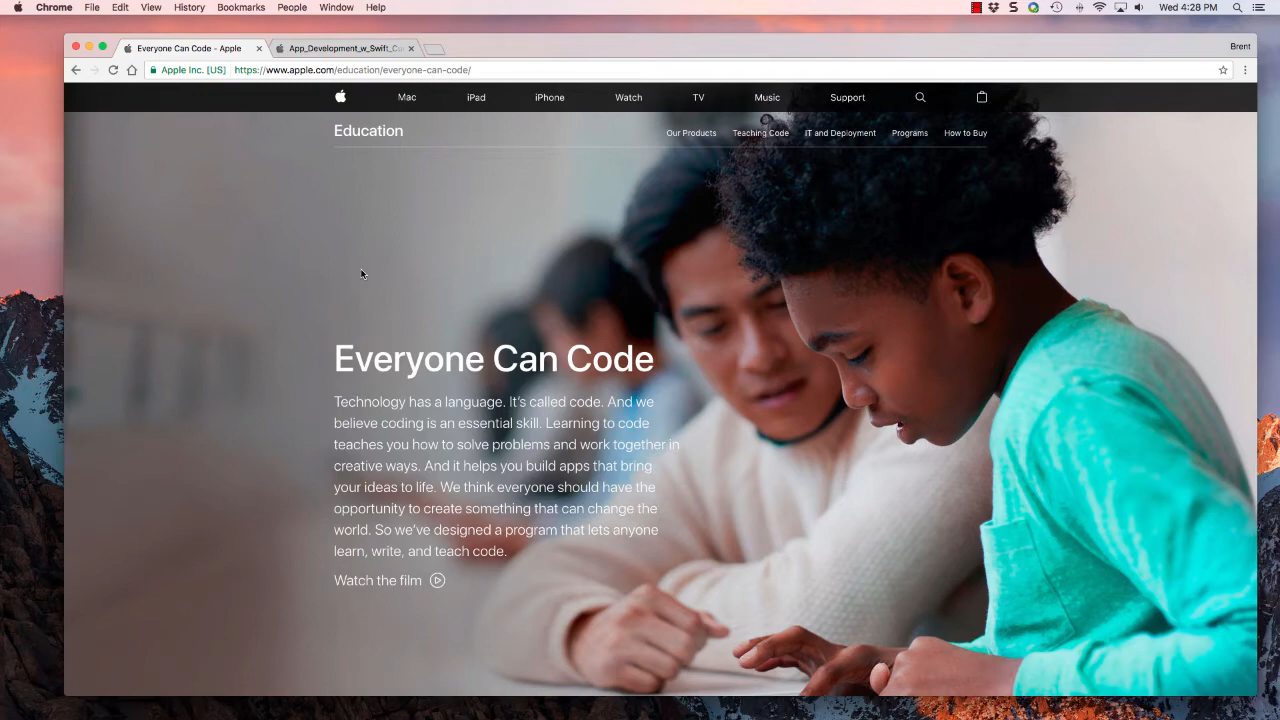 Chrome File Edit View History Bookmarks People Window Help Wed 4:28 PM
Everyone Can Code - Apple App_Development_w_Swift_Cu Brent
Apple Inc. [US] https://www.apple.com/education/everyone-can-code/
Mac iPad iPhone Watch TV Music Support
Education Our Products Teaching Code IT and Deployment Programs How to Buy
Everyone Can Code
Technology has a language. It's called code. And we
believe coding is an essential skill. Learning to code
teaches you how to solve problems and work together in
creative ways. And it helps you build apps that bring
your ideas to life. We think everyone should have the
opportunity to create something that can change the
world. So we've designed a program that lets anyone
learn, write, and teach code.
Watch the film